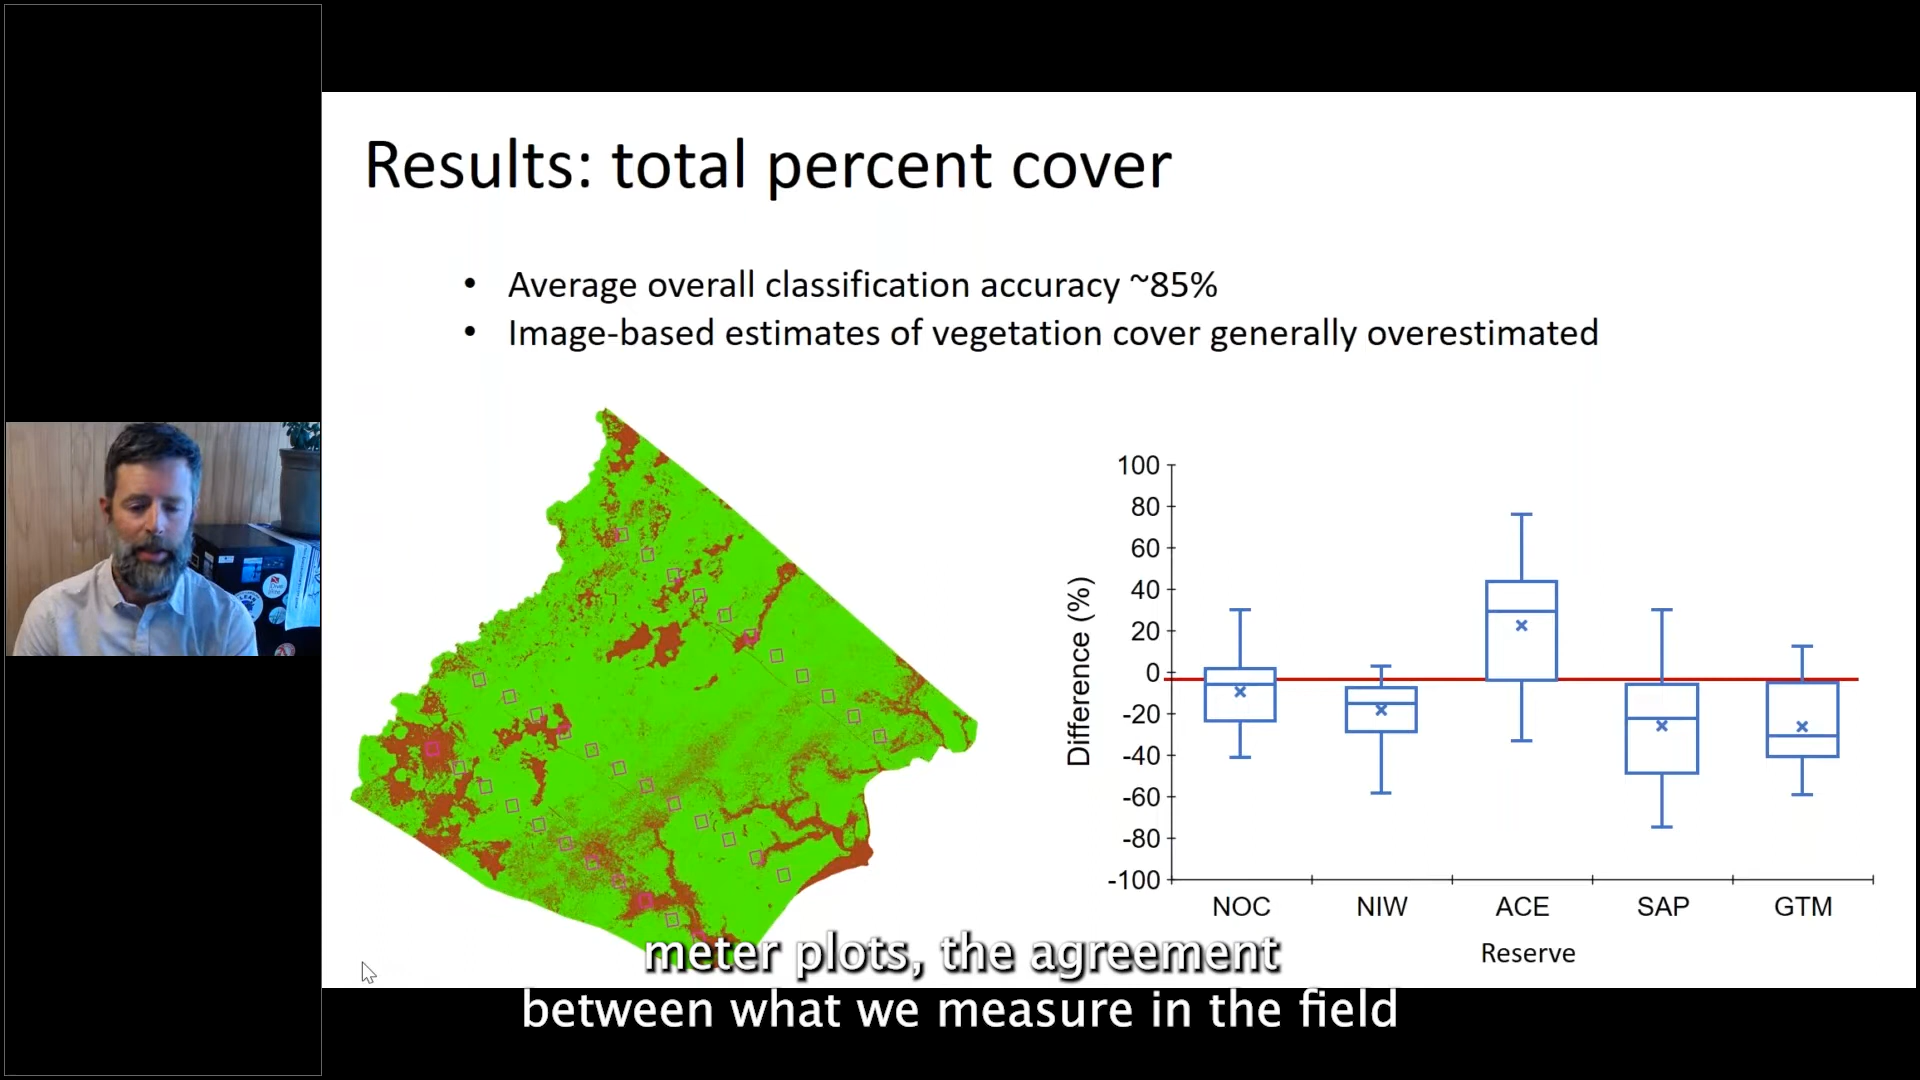 Results: total percent cover
• Average overall classification accuracy ~85%
• Image-based estimates of vegetation cover generally overestimated
100
80
60
40
20
0
-20
-40
-60
-80
-100
Difference (%)
NOC NIW ACE SAP GTM
Reserve
meter plots, the agreement
between what we measure in the field